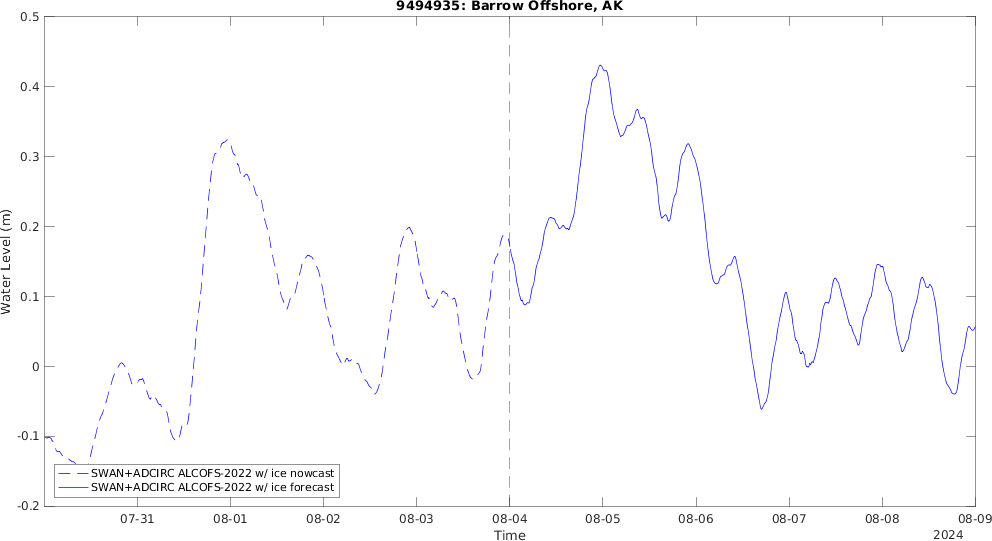 9494935: Barrow Offshore, AK
0.5
0.4
0.3
0.2
0.1
0
-0.1
-0.2
Water Level (m)
SWAN+ADCIRC ALCOFS-2022 w/ ice nowcast
SWAN+ADCIRC ALCOFS-2022 w/ ice forecast
07-31 08-01 08-02 08-03 08-04 08-05 08-06 08-07 08-08 08-09
Time
2024